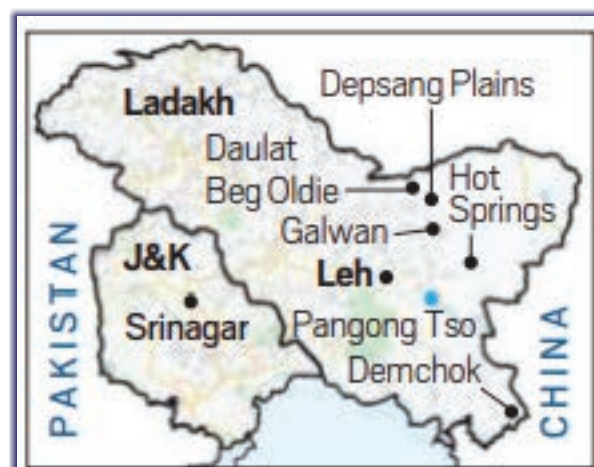 Ladakh
Depsang Plains
Daulat
Beg Oldie
Hot
Springs
Galwan
J&K
Leh
Srinagar
Pangong Tso
Demchok
PAKISTAN
CHINA